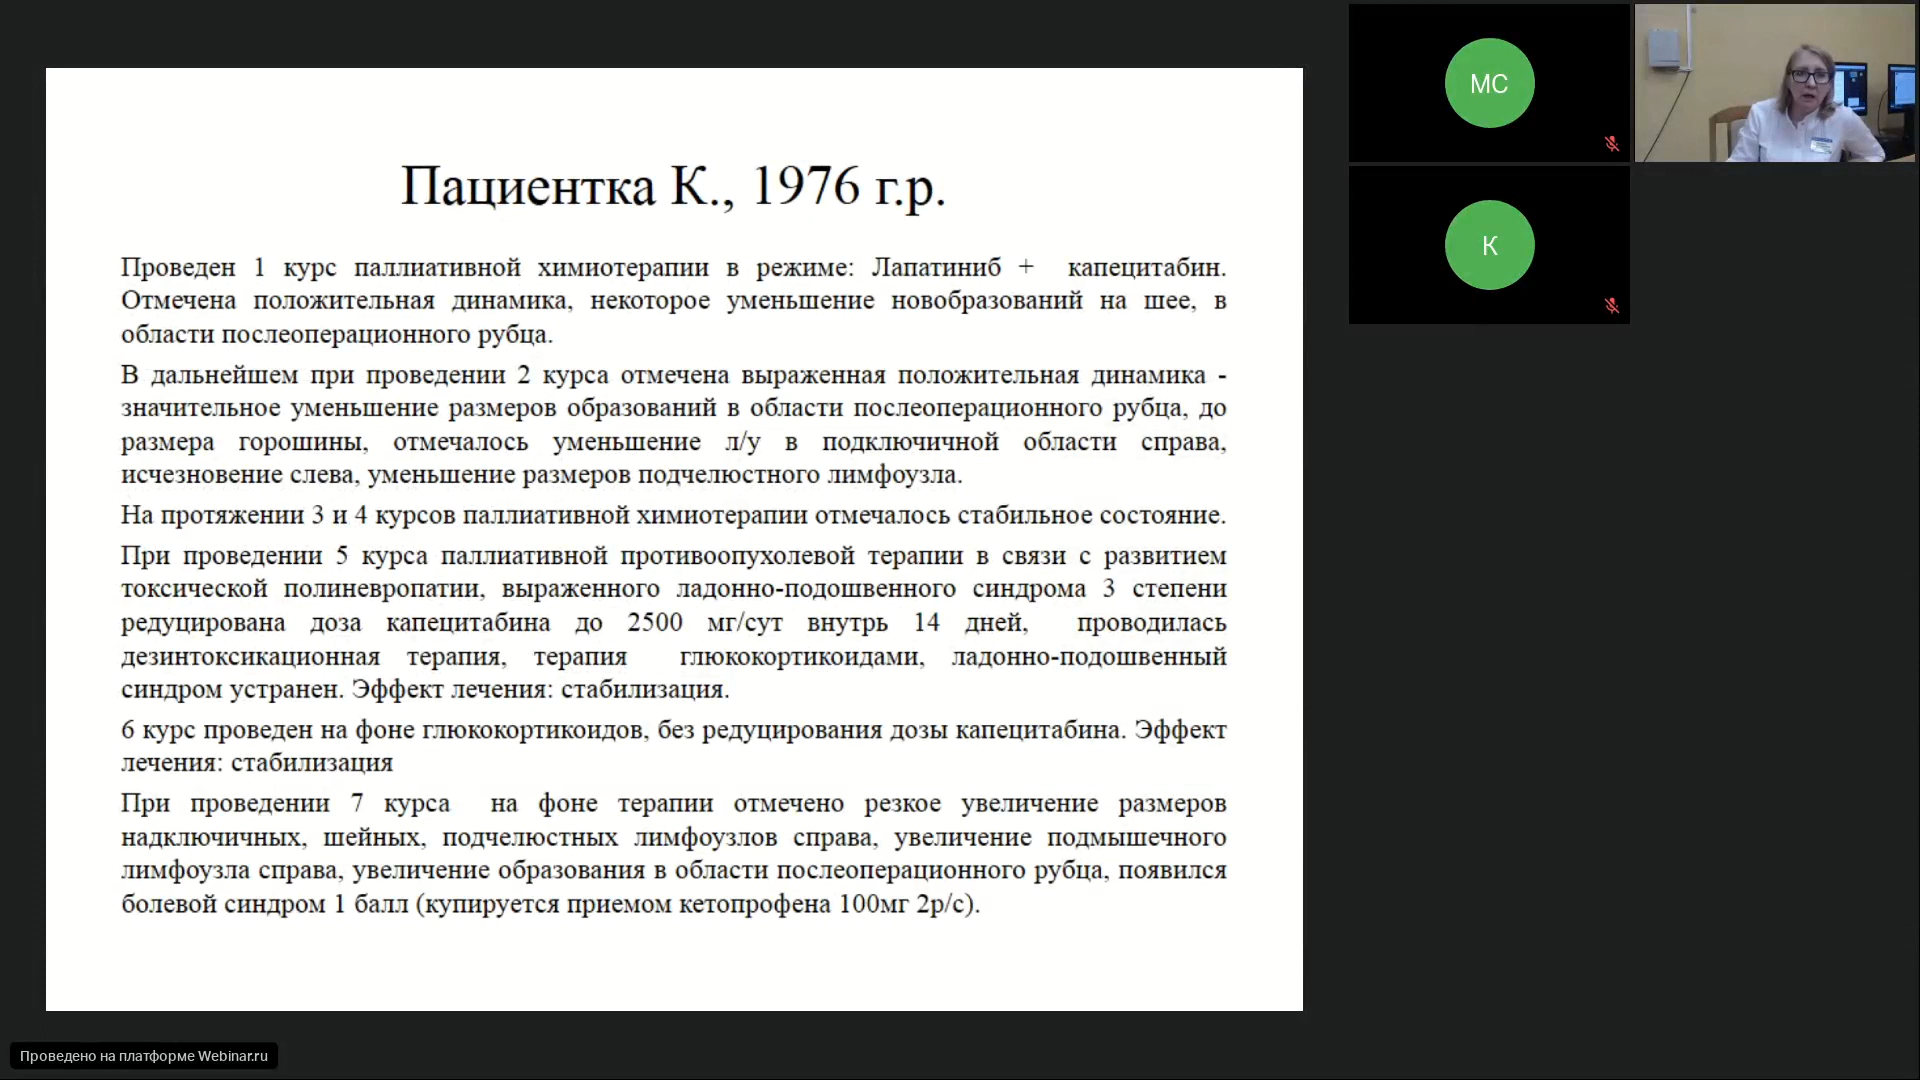 Пациентка К., 1976 г.р.
Проведен 1 курс паллиативной химиотерапии в режиме: Лапатиниб + капецитабин.
Отмечена положительная динамика, некоторое уменьшение новобразований на шее, в
области послеоперационного рубца.
В дальнейшем при проведении 2 курса отмечена выраженная положительная динамика -
значительное уменьшение размеров образований в области послеоперационного рубца, до
размера горошины, отмечалось уменьшение л/у в подключичной области справа,
исчезновение слева, уменьшение размеров подчелюстного лимфоузла.
На протяжении 3 и 4 курсов паллиативной химиотерапии отмечалось стабильное состояние.
При проведении 5 курса паллиативной противоопухолевой терапии в связи с развитием
токсической полиневропатии, выраженного ладонно-подошвенного синдрома 3 степени
редуцирована доза капецитабина до 2500 мг/сут внутрь 14 дней, проводилась
дезинтоксикационная терапия, терапия глюкокортикоидами, ладонно-подошвенный
синдром устранен. Эффект лечения: стабилизация.
6 курс проведен на фоне глюкокортикоидов, без редуцирования дозы капецитабина. Эффект
лечения: стабилизация
При проведении 7 курса на фоне терапии отмечено резкое увеличение размеров
надключичных, шейных, подчелюстных лимфоузлов справа, увеличение подмышечного
лимфоузла справа, увеличение образования в области послеоперационного рубца, появился
болевой синдром 1 балл (купируется приемом кетопрофена 100мг 2р/с).
МС
К
Проведено на платформе Webinar.ru